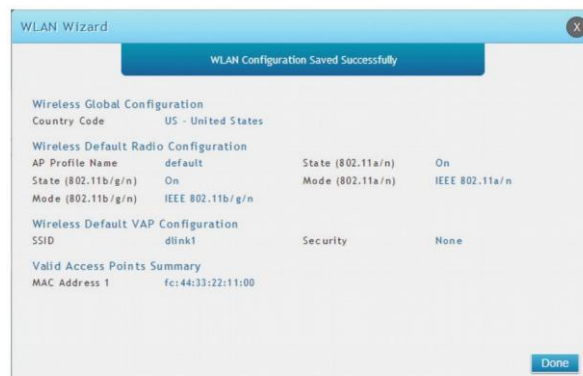 WLAN Wizard X
WLAN Configuration Saved Successfully
Wireless Global Configuration
Country Code US - United States
Wireless Default Radio Configuration
AP Profile Name default State (802.11a/n) On
State (802.11b/g/n) On Mode (802.11a/n) IEEE 802.11a/n
Mode (802.11b/g/n) IEEE 802.11b/g/n
Wireless Default VAP Configuration
SSID dlink1 Security None
Valid Access Points Summary
MAC Address 1 fc:44:33:22:11:00
Done